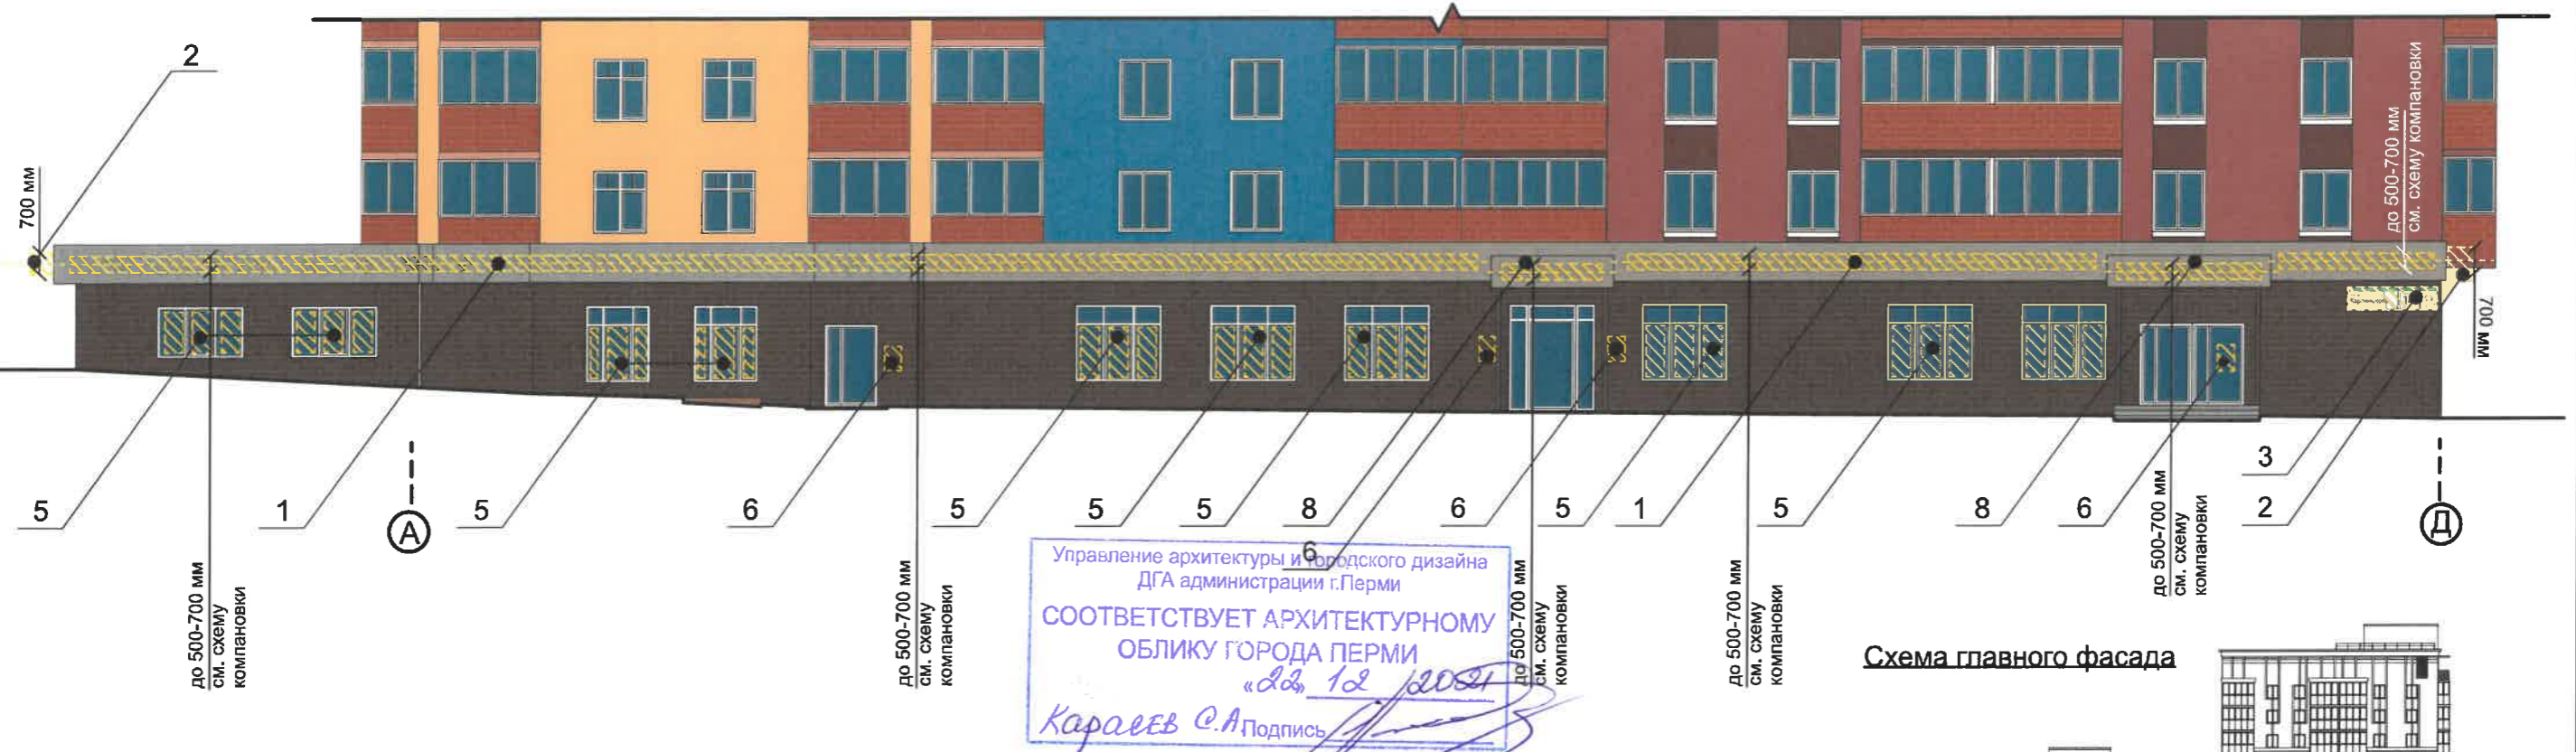 2
700 мм
до 500-700 мм
см. схему компановки
700 мм
5
1
А
5
6
5
5
5
8
6
6
5
1
5
8
6
3
2
Д
до 500-700 мм
см. схему
компановки
до 500-700 мм
см. схему
компановки
до 500-700 мм
см. схему
компановки
до 500-700 мм
см. схему
компановки
до 500-700 мм
см. схему
компановки
Управление архитектуры и городского дизайна
ДГА администрации г.Перми
СООТВЕТСТВУЕТ АРХИТЕКТУРНОМУ
ОБЛИКУ ГОРОДА ПЕРМИ
«22» 12 2021
Карасев С.А. Подпись
Схема главного фасада